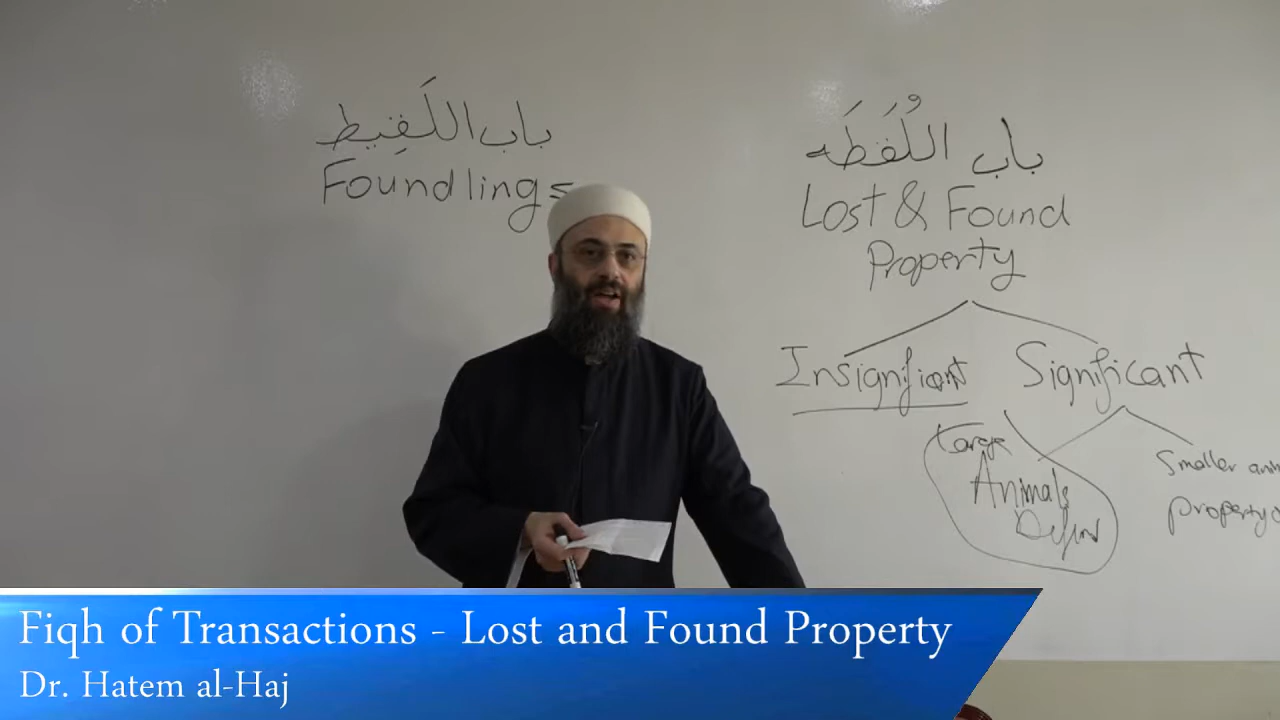 باب اللَقِيط
Foundlings
باب اللُقَطَه
Lost & Found
Property
Insignificant
Significant
Large
Animals
Smaller
Property
Fiqh of Transactions - Lost and Found Property
Dr. Hatem al-Haj